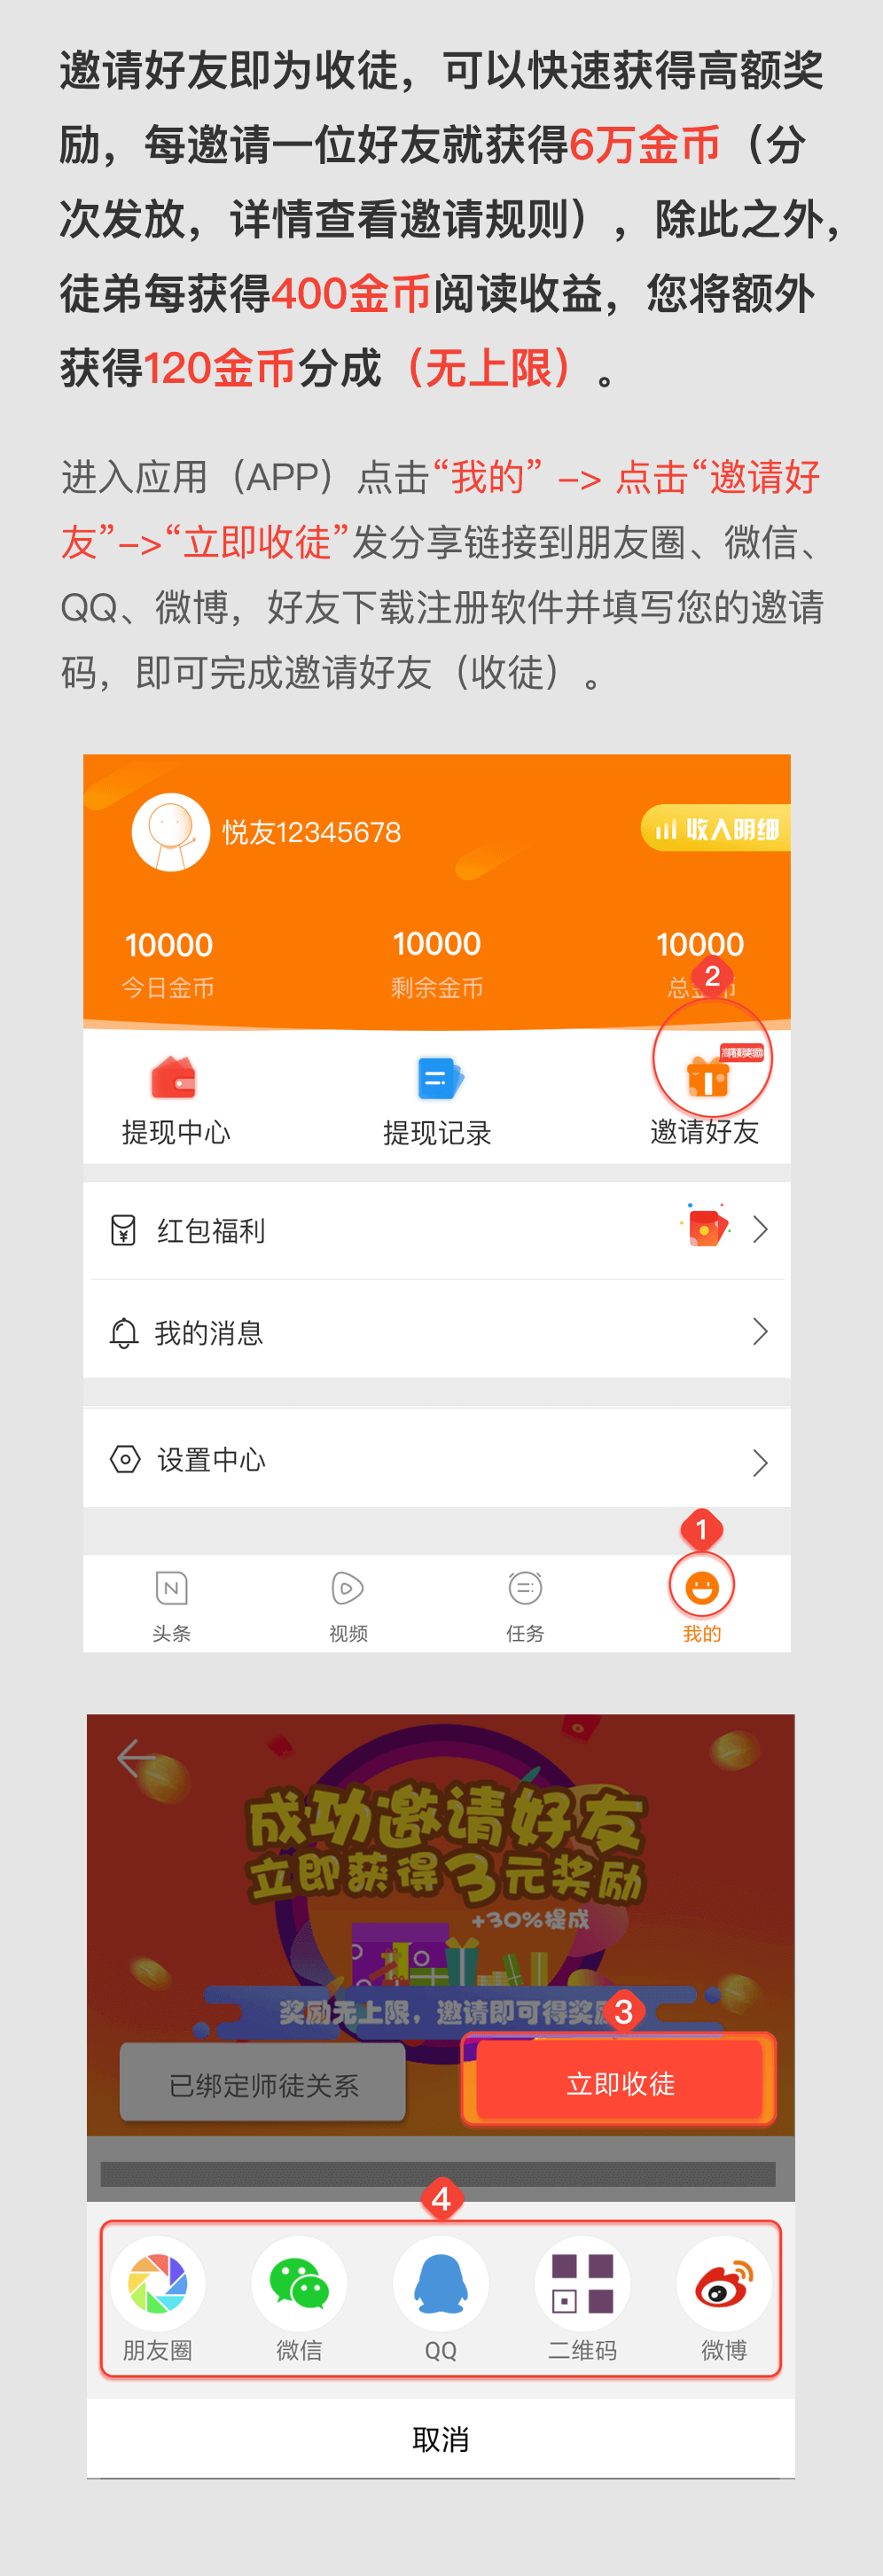 邀请好友即为收徒，可以快速获得高额奖
励，每邀请一位好友就获得6万金币（分
次发放，详情查看邀请规则），除此之外，
徒弟每获得400金币阅读收益，您将额外
获得120金币分成（无上限）。
进入应用（APP）点击“我的” -> 点击“邀请好
友”->“立即收徒”发分享链接到朋友圈、微信、
QQ、微博，好友下载注册软件并填写您的邀请
码，即可完成邀请好友（收徒）。
悦友12345678
收入明细
10000 10000 10000
2
今日金币 剩余金币 总金币
提现中心 提现记录 邀请好友
红包福利
我的消息
设置中心
1
头条 视频 任务 我的
成功邀请好友
立即获得3元奖励
+30%提成
奖励无上限，邀请即可得奖励
3
已绑定师徒关系 立即收徒
4
朋友圈 微信 QQ 二维码 微博
取消